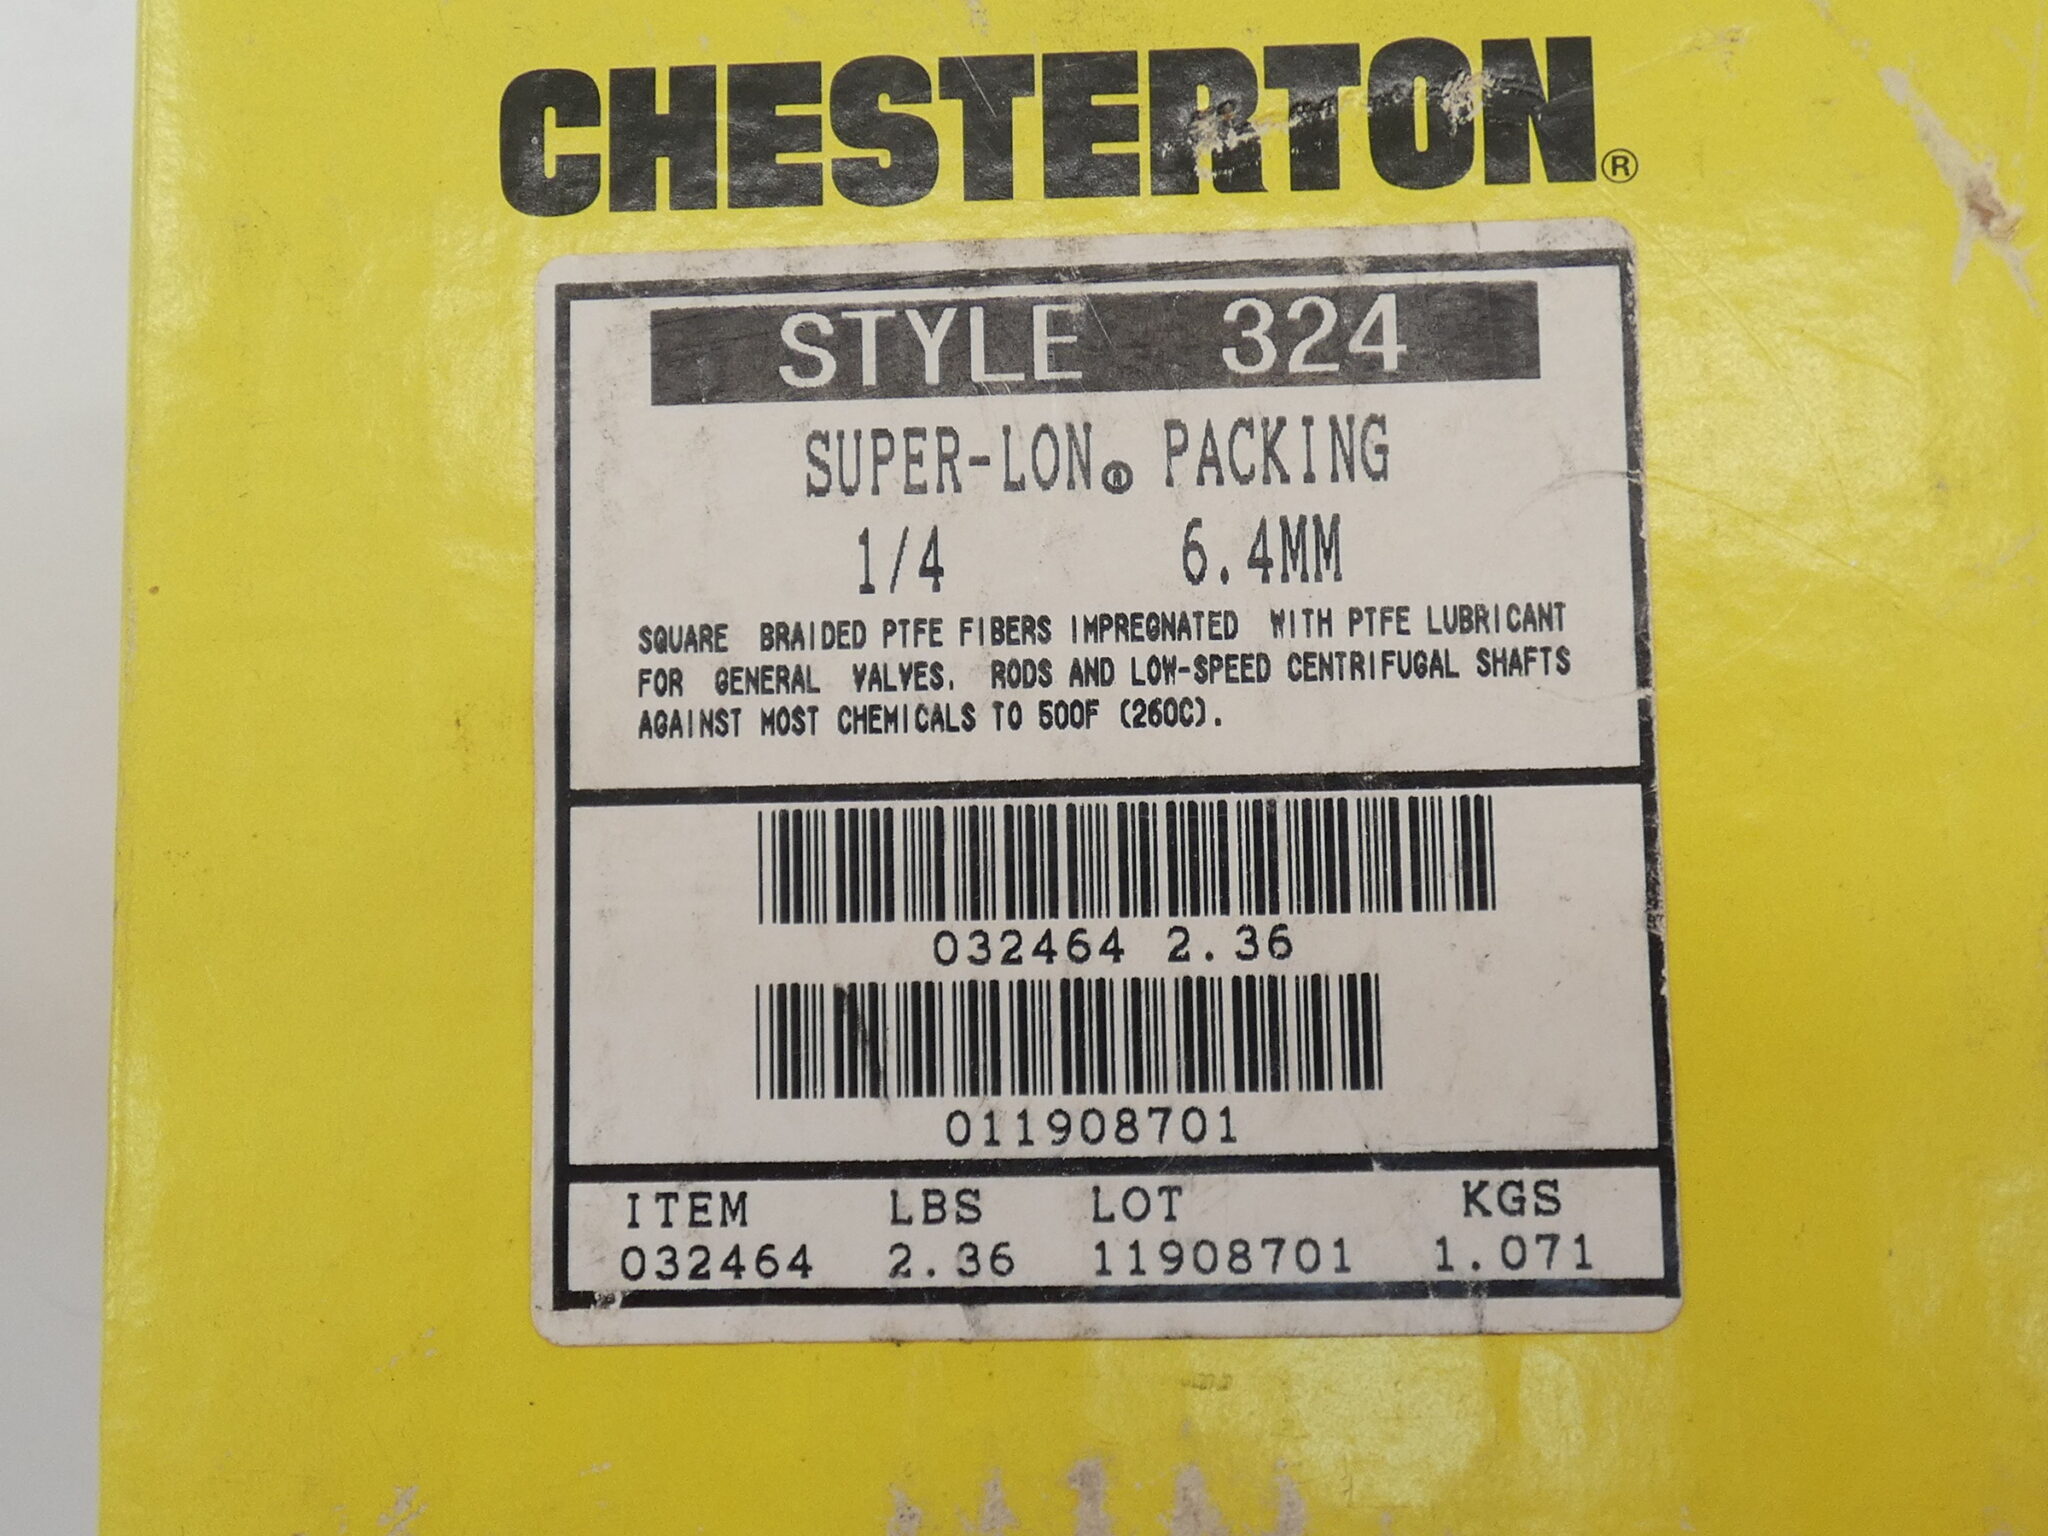 CHESTERTON®
STYLE 324
SUPER-LON® PACKING
1/4 6.4MM
SQUARE BRAIDED PTFE FIBERS IMPREGNATED WITH PTFE LUBRICANT
FOR GENERAL VALVES, RODS AND LOW-SPEED CENTRIFUGAL SHAFTS
AGAINST MOST CHEMICALS TO 500F (260C).
032464 2.36
011908701
ITEM LBS LOT KGS
032464 2.36 11908701 1.071